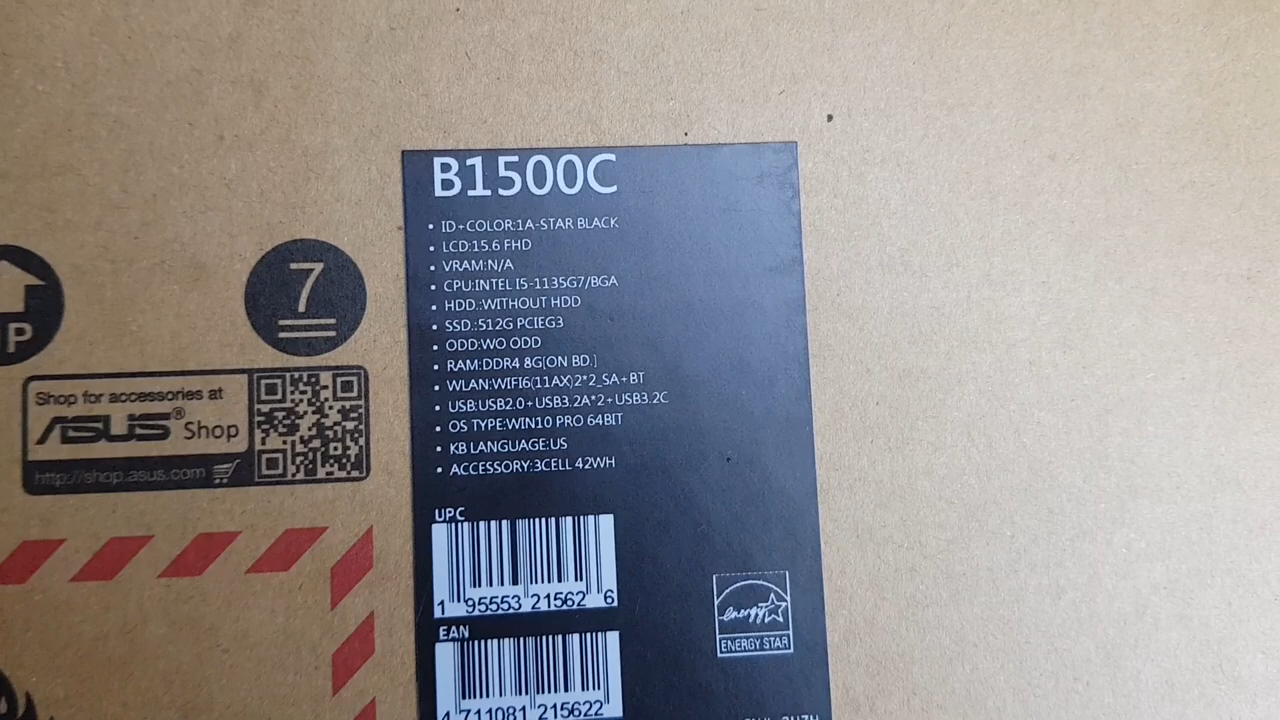 B1500C
ID+COLOR:1A-STAR BLACK
LCD:15.6 FHD
VRAM:N/A
CPU:INTEL I5-1135G7/BGA
HDD.:WITHOUT HDD
SSD.:512G PCIEG3
ODD:WO ODD
RAM:DDR4 8G[ON BD.]
WLAN:WIFI6(11AX)2*2_SA+BT
USB:USB2.0+USB3.2A*2+USB3.2C
OS TYPE:WIN10 PRO 64BIT
KB LANGUAGE:US
ACCESSORY:3CELL 42WH
UPC
1 95553 21562 6
EAN
4 711081 215622
energy
ENERGY STAR
7
Shop for accessories at
ASUS® Shop
http://shop.asus.com